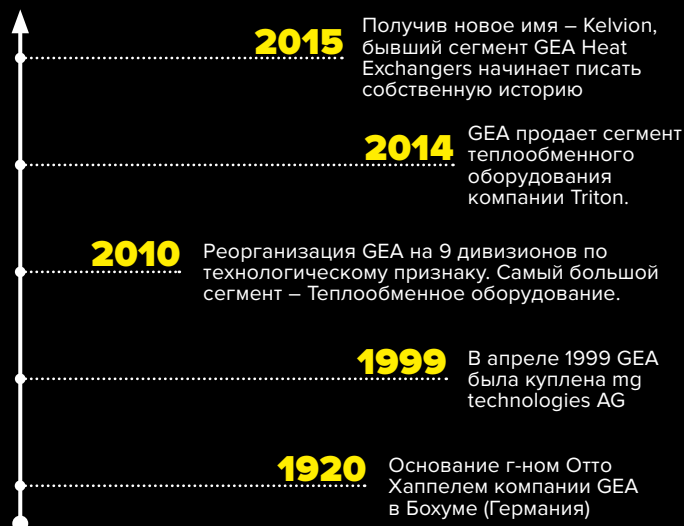 2015
Получив новое имя – Kelvion,
бывший сегмент GEA Heat
Exchangers начинает писать
собственную историю
2014
GEA продает сегмент
теплообменного
оборудования
компании Triton.
2010
Реорганизация GEA на 9 дивизионов по
технологическому признаку. Самый большой
сегмент – Теплообменное оборудование.
1999
В апреле 1999 GEA
была куплена mg
technologies AG
1920
Основание г-ном Отто
Хаппелем компании GEA
в Бохуме (Германия)